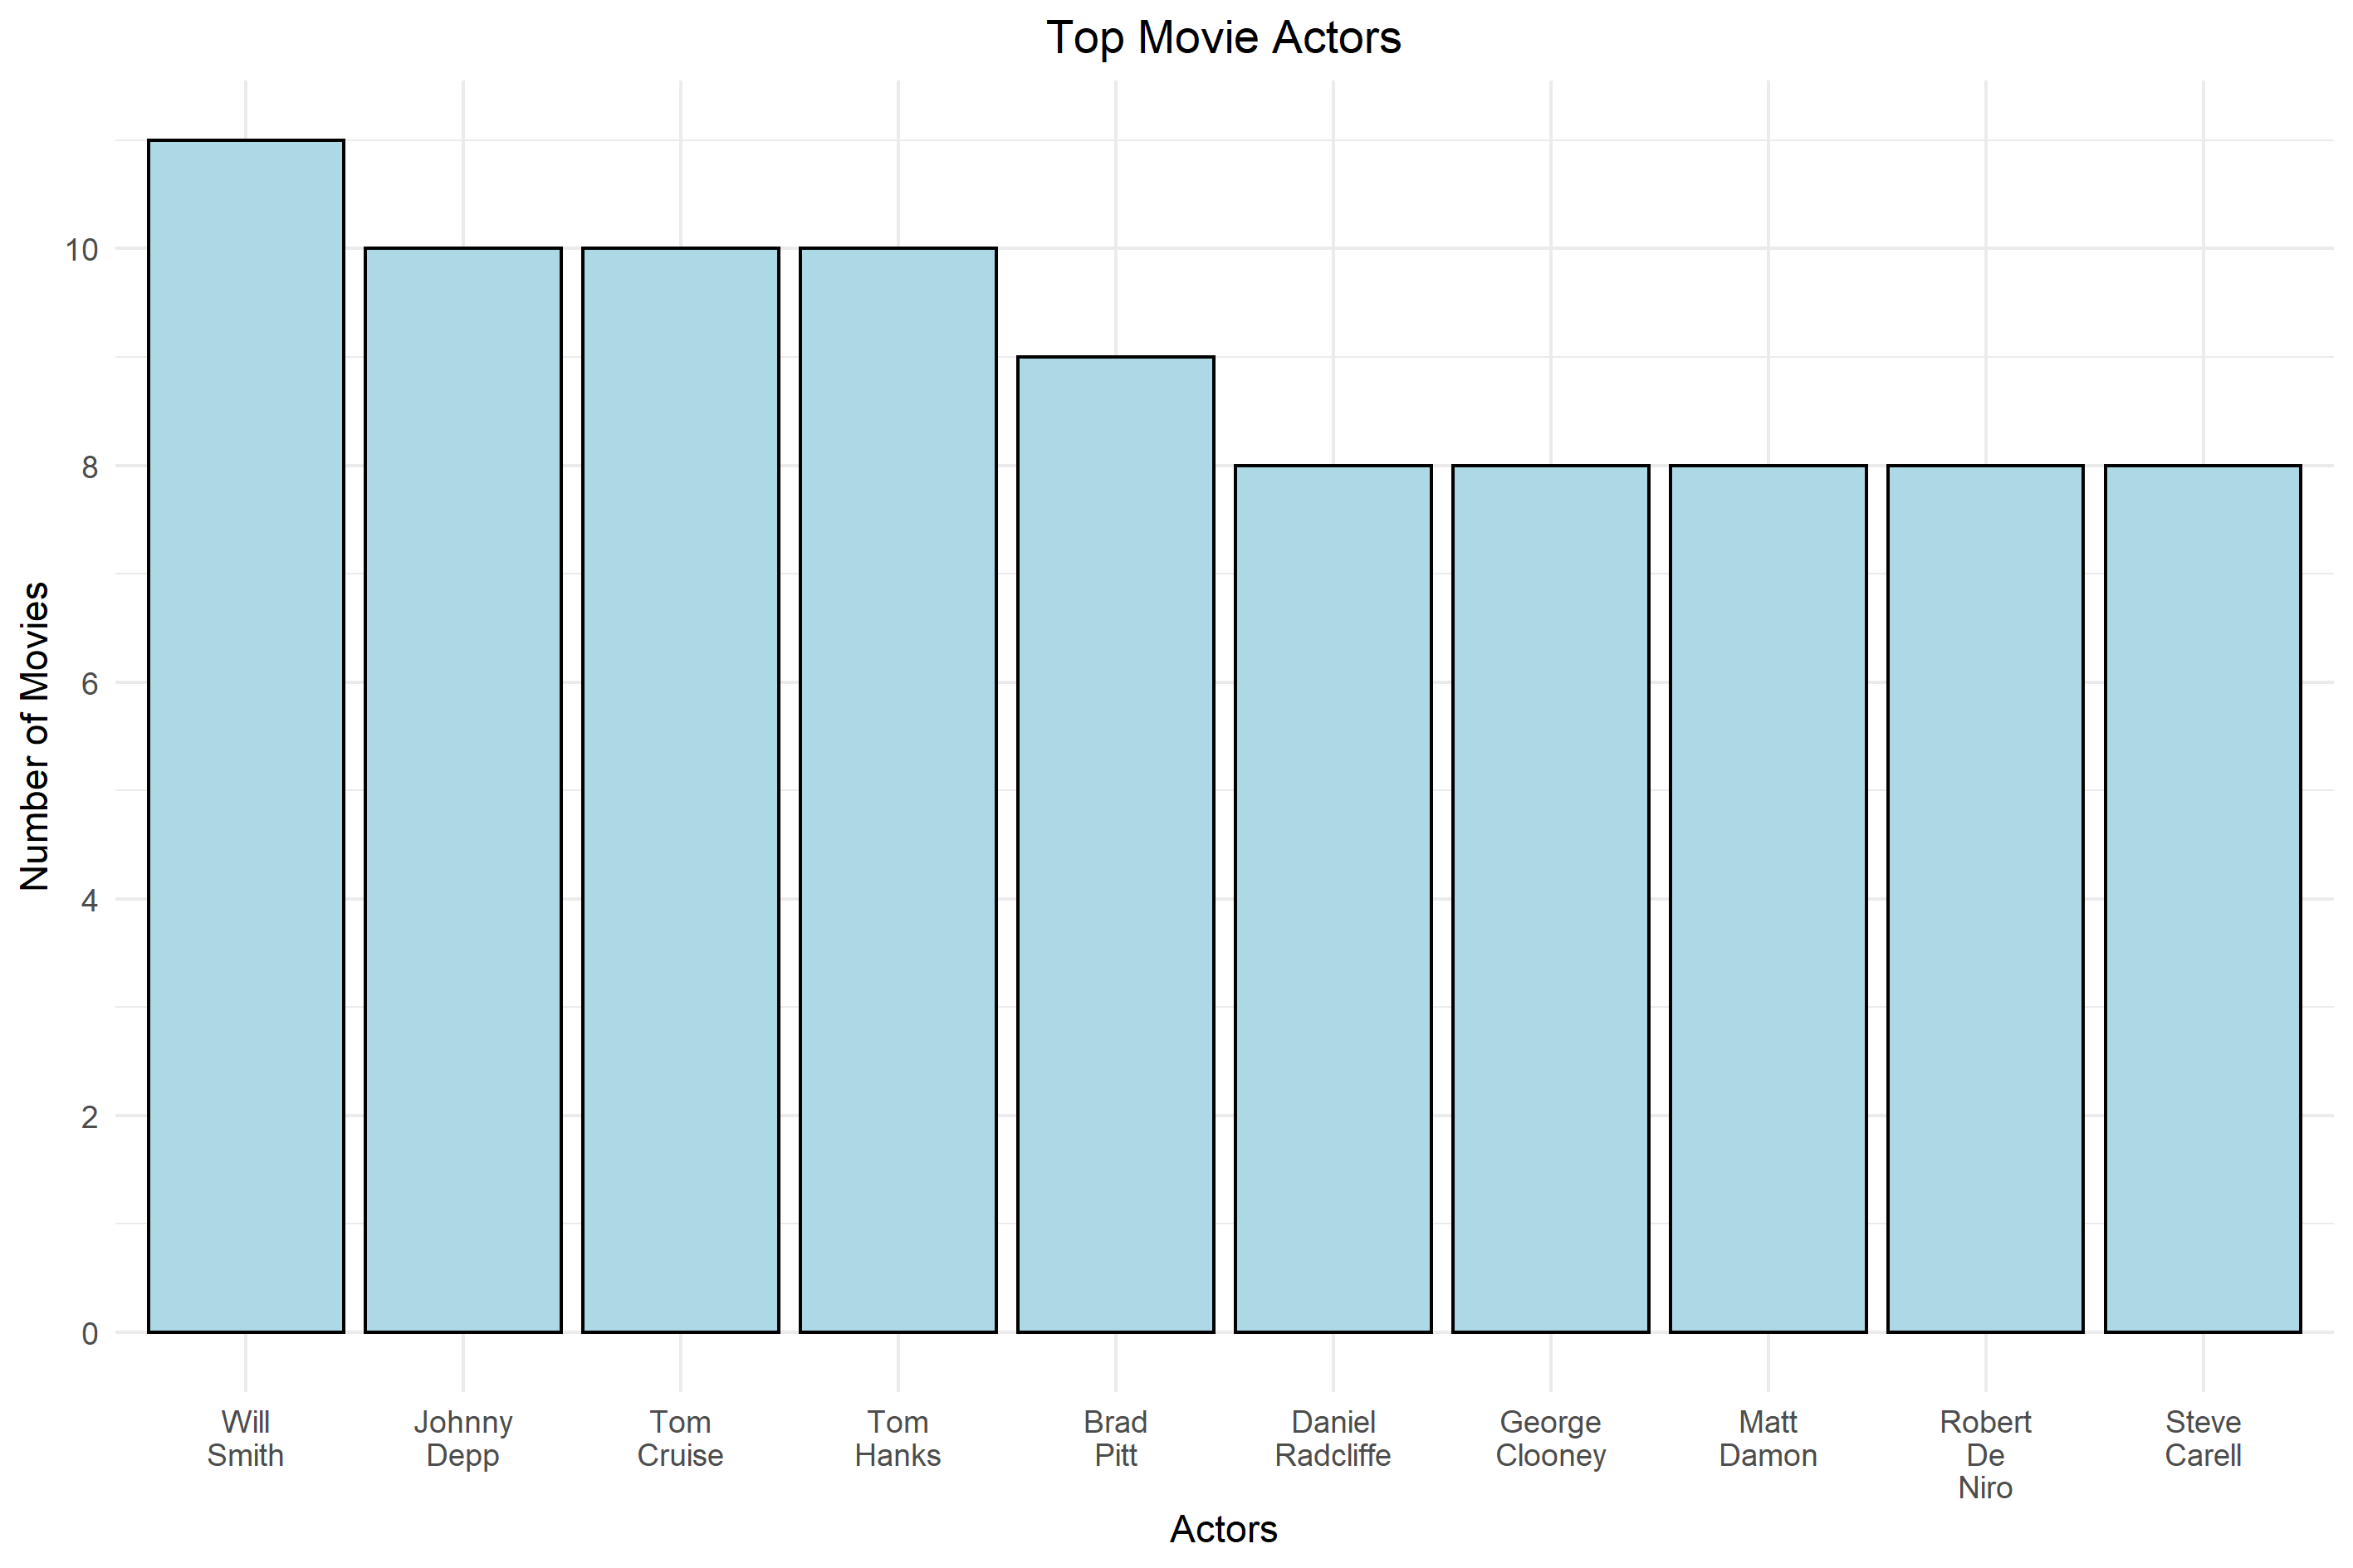 Top Movie Actors
Number of Movies
10
8
6
4
2
0
Will
Smith
Johnny
Depp
Tom
Cruise
Tom
Hanks
Brad
Pitt
Daniel
Radcliffe
George
Clooney
Matt
Damon
Robert
De
Niro
Steve
Carell
Actors